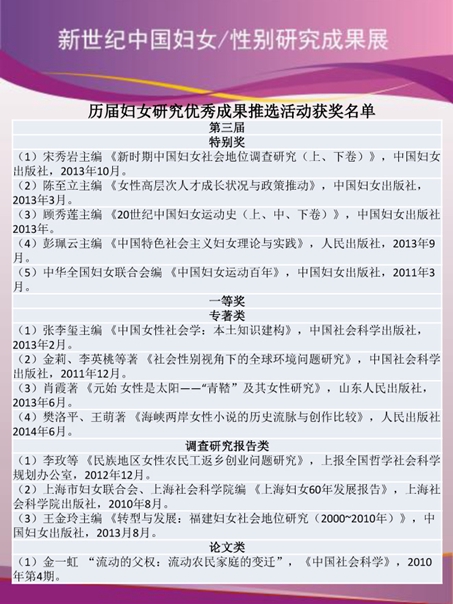 新世纪中国妇女/性别研究成果展
历届妇女研究优秀成果推选活动获奖名单
第三届
特别奖
（1）宋秀岩主编 《新时期中国妇女社会地位调查研究（上、下卷）》，中国妇女
出版社，2013年10月。
（2）陈至立主编 《女性高层次人才成长状况与政策推动》，中国妇女出版社，
2013年3月。
（3）顾秀莲主编 《20世纪中国妇女运动史（上、中、下卷）》，中国妇女出版社
2013年。
（4）彭珮云主编 《中国特色社会主义妇女理论与实践》，人民出版社，2013年9
月。
（5）中华全国妇女联合会编 《中国妇女运动百年》，中国妇女出版社，2011年3
月。
一等奖
专著类
（1）张李玺主编 《中国女性社会学：本土知识建构》，中国社会科学出版社，
2013年2月。
（2）金莉、李英桃等著 《社会性别视角下的全球环境问题研究》，中国社会科学
出版社，2011年12月。
（3）肖霞著 《元始 女性是太阳——“青鞜”及其女性研究》，山东人民出版社，
2013年6月。
（4）樊洛平、王萌著 《海峡两岸女性小说的历史流脉与创作比较》，人民出版社
2014年6月。
调查研究报告类
（1）李玫等 《民族地区女性农民工返乡创业问题研究》，上报全国哲学社会科学
规划办公室，2012年12月。
（2）上海市妇女联合会、上海社会科学院编 《上海妇女60年发展报告》，上海社
会科学院出版社，2010年8月。
（3）王金玲主编 《转型与发展：福建妇女社会地位研究（2000~2010年）》，中
国妇女出版社，2013月8月。
论文类
（1）金一虹 “流动的父权：流动农民家庭的变迁”，《中国社会科学》，2010
年第4期。